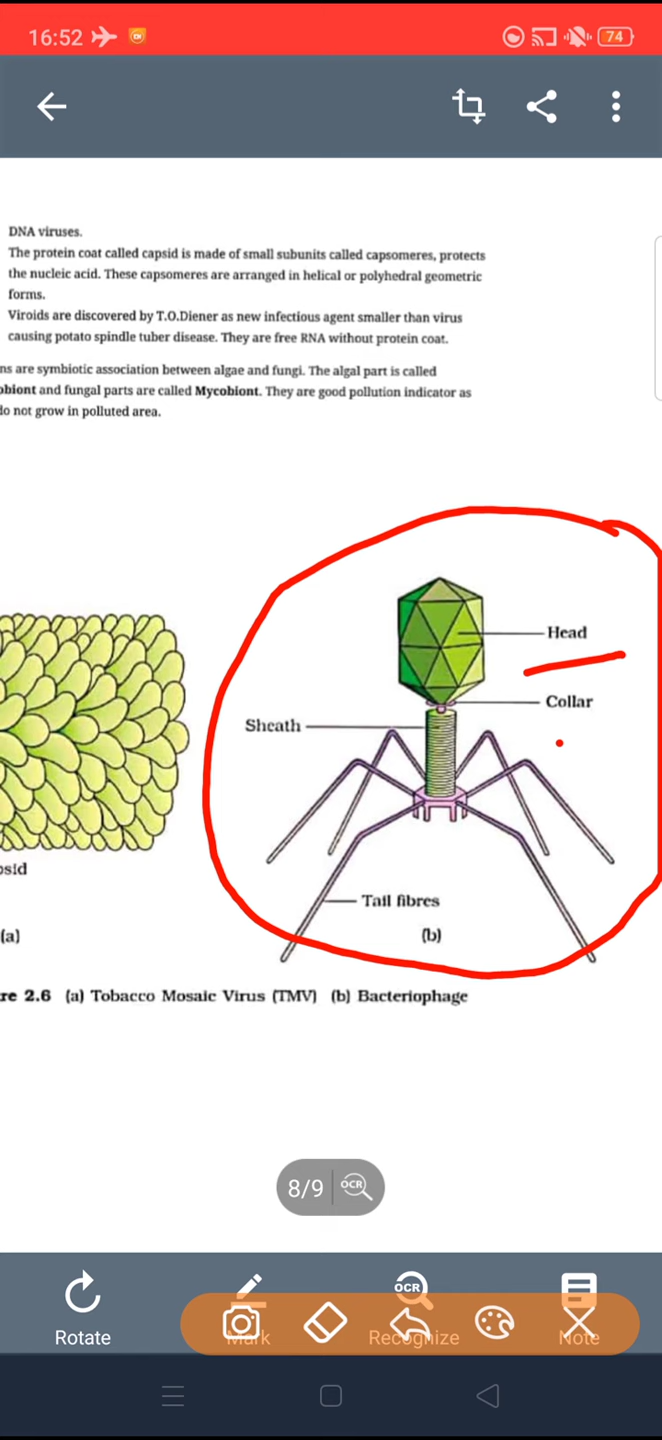 16:52
74
DNA viruses.
The protein coat called capsid is made of small subunits called capsomeres, protects
the nucleic acid. These capsomeres are arranged in helical or polyhedral geometric
forms.
Viroids are discovered by T.O.Diener as new infectious agent smaller than virus
causing potato spindle tuber disease. They are free RNA without protein coat.
ns are symbiotic association between algae and fungi. The algal part is called
obiont and fungal parts are called Mycobiont. They are good pollution indicator as
do not grow in polluted area.
Head
Collar
Sheath
Tail fibres
psid
(a)
(b)
re 2.6 (a) Tobacco Mosaic Virus (TMV) (b) Bacteriophage
8/9 OCR
OCR
Rotate Mark Recognize Note